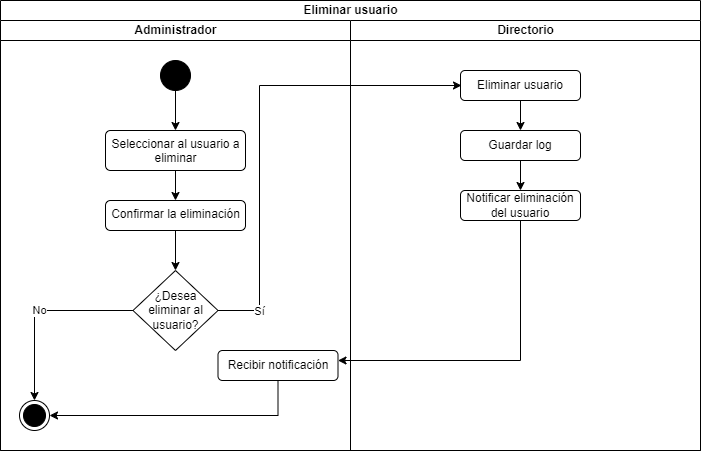 Eliminar usuario
Administrador
Directorio
Eliminar usuario
Seleccionar al usuario a
eliminar
Guardar log
Confirmar la eliminación
Notificar eliminación
del usuario
¿Desea
eliminar al
usuario?
No
Sí
Recibir notificación